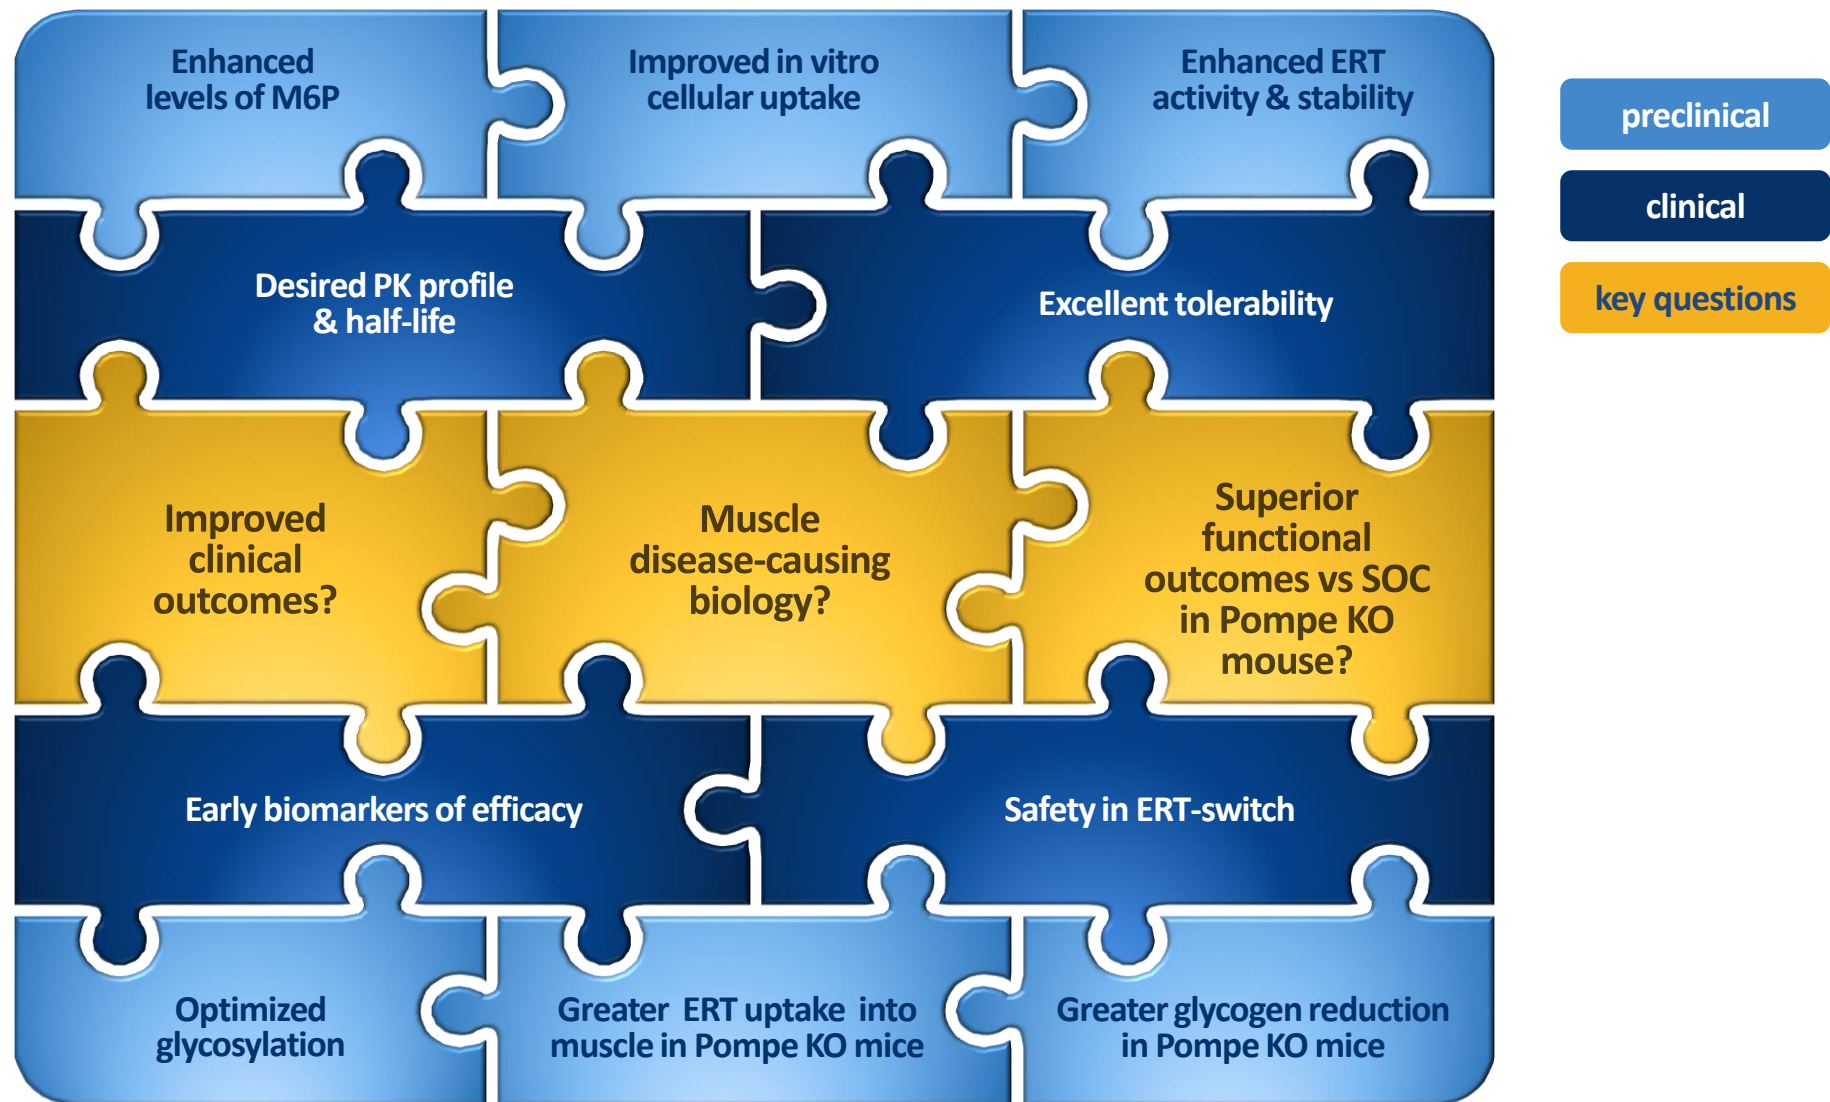 Enhanced
levels of M6P
Improved in vitro
cellular uptake
Enhanced ERT
activity & stability
preclinical
clinical
key questions
Desired PK profile
& half-life
Excellent tolerability
Improved
clinical
outcomes?
Muscle
disease-causing
biology?
Superior
functional
outcomes vs SOC
in Pompe KO
mouse?
Early biomarkers of efficacy
Safety in ERT-switch
Optimized
glycosylation
Greater ERT uptake into
muscle in Pompe KO mice
Greater glycogen reduction
in Pompe KO mice